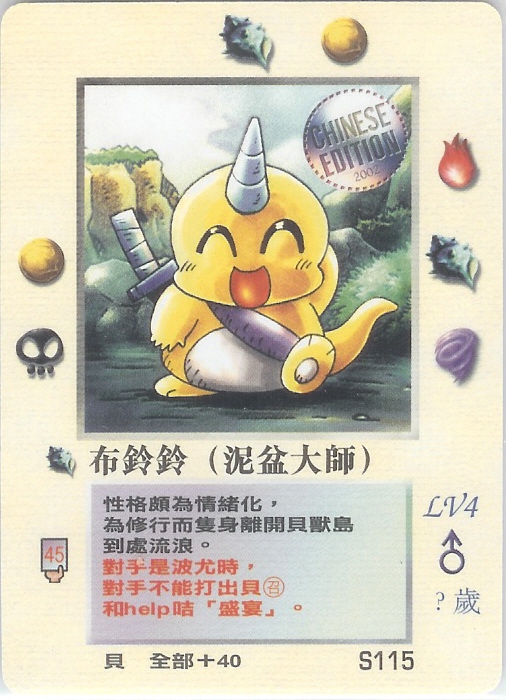 CHINESE
EDITION
2002
布鈴鈴（泥盆大師）
性格頗為情緒化，
為修行而隻身離開貝獸島
到處流浪。
對手是波尤時，
對手不能打出貝㊁
和help咭「盛宴」。
LV4
♂
? 歲
45
貝 全部＋40
S115